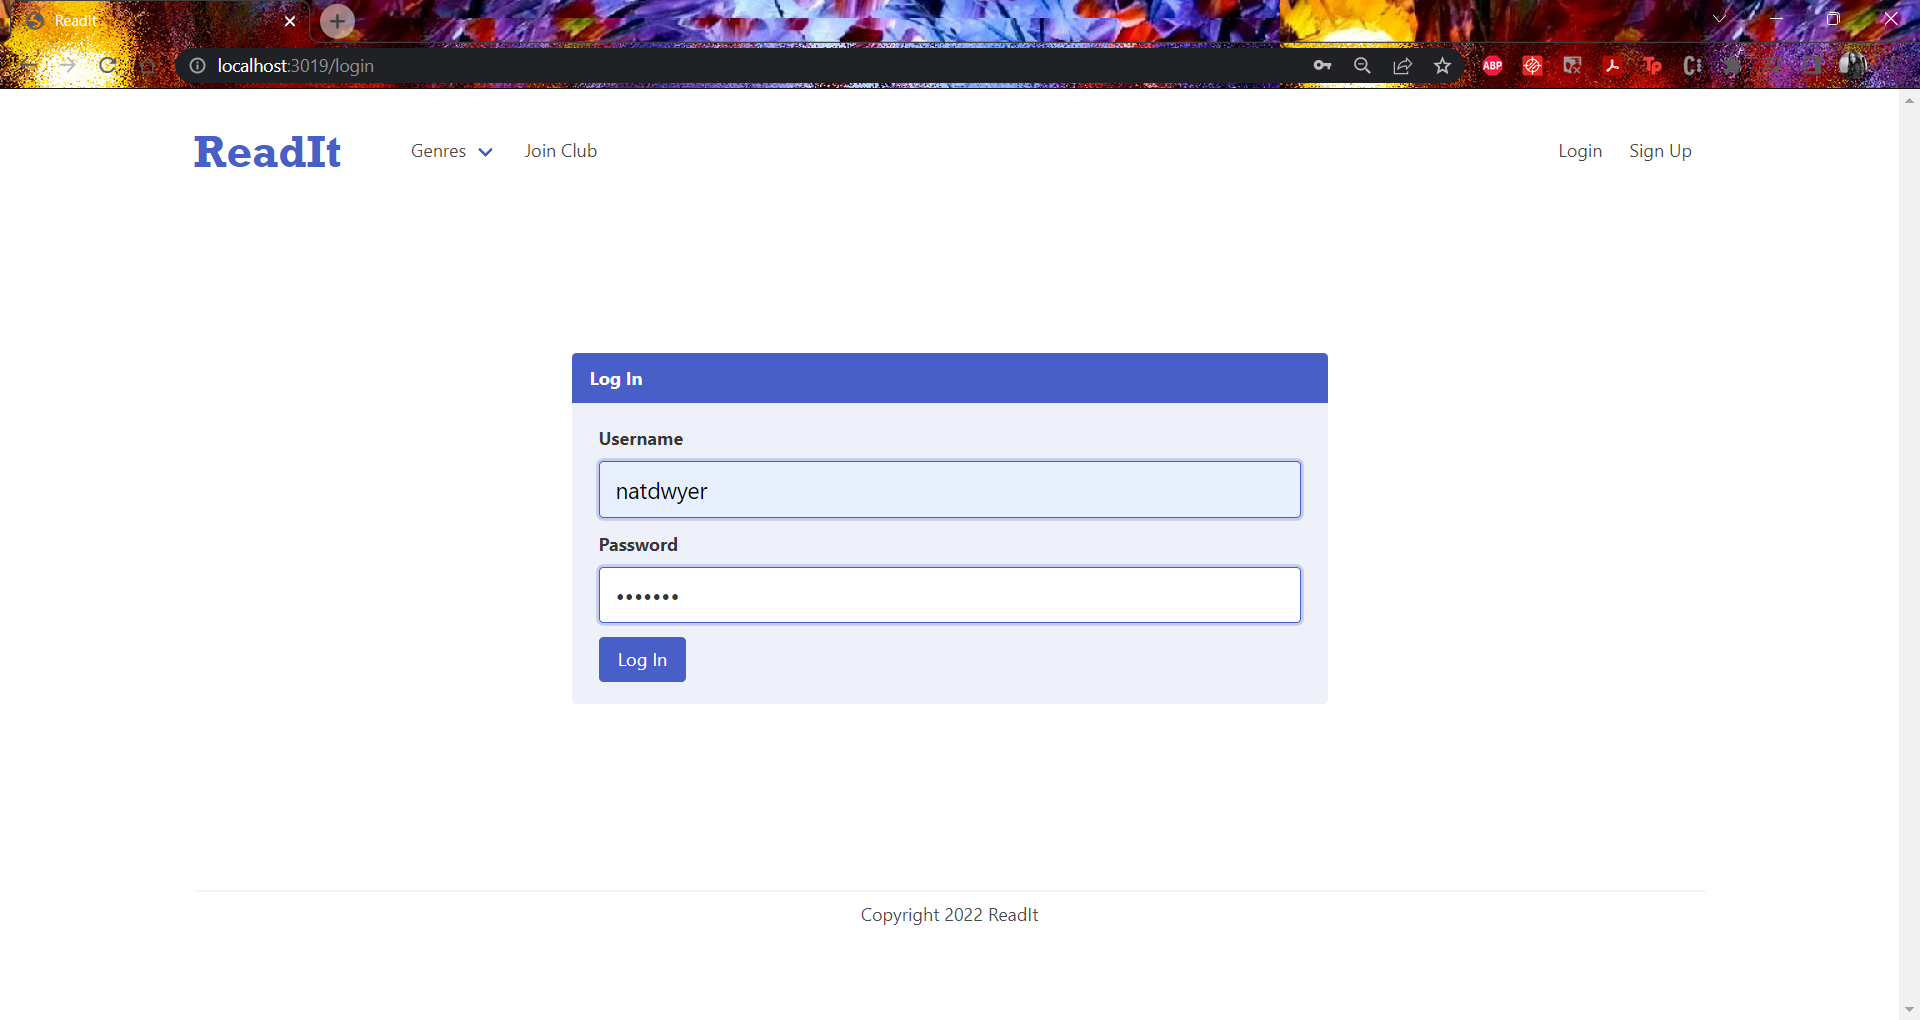 ReadIt
localhost:3019/login
ABP
Tp
ReadIt
Genres
Join Club
Login
Sign Up
Log In
Username
natdwyer
Password
•••••••
Log In
Copyright 2022 ReadIt